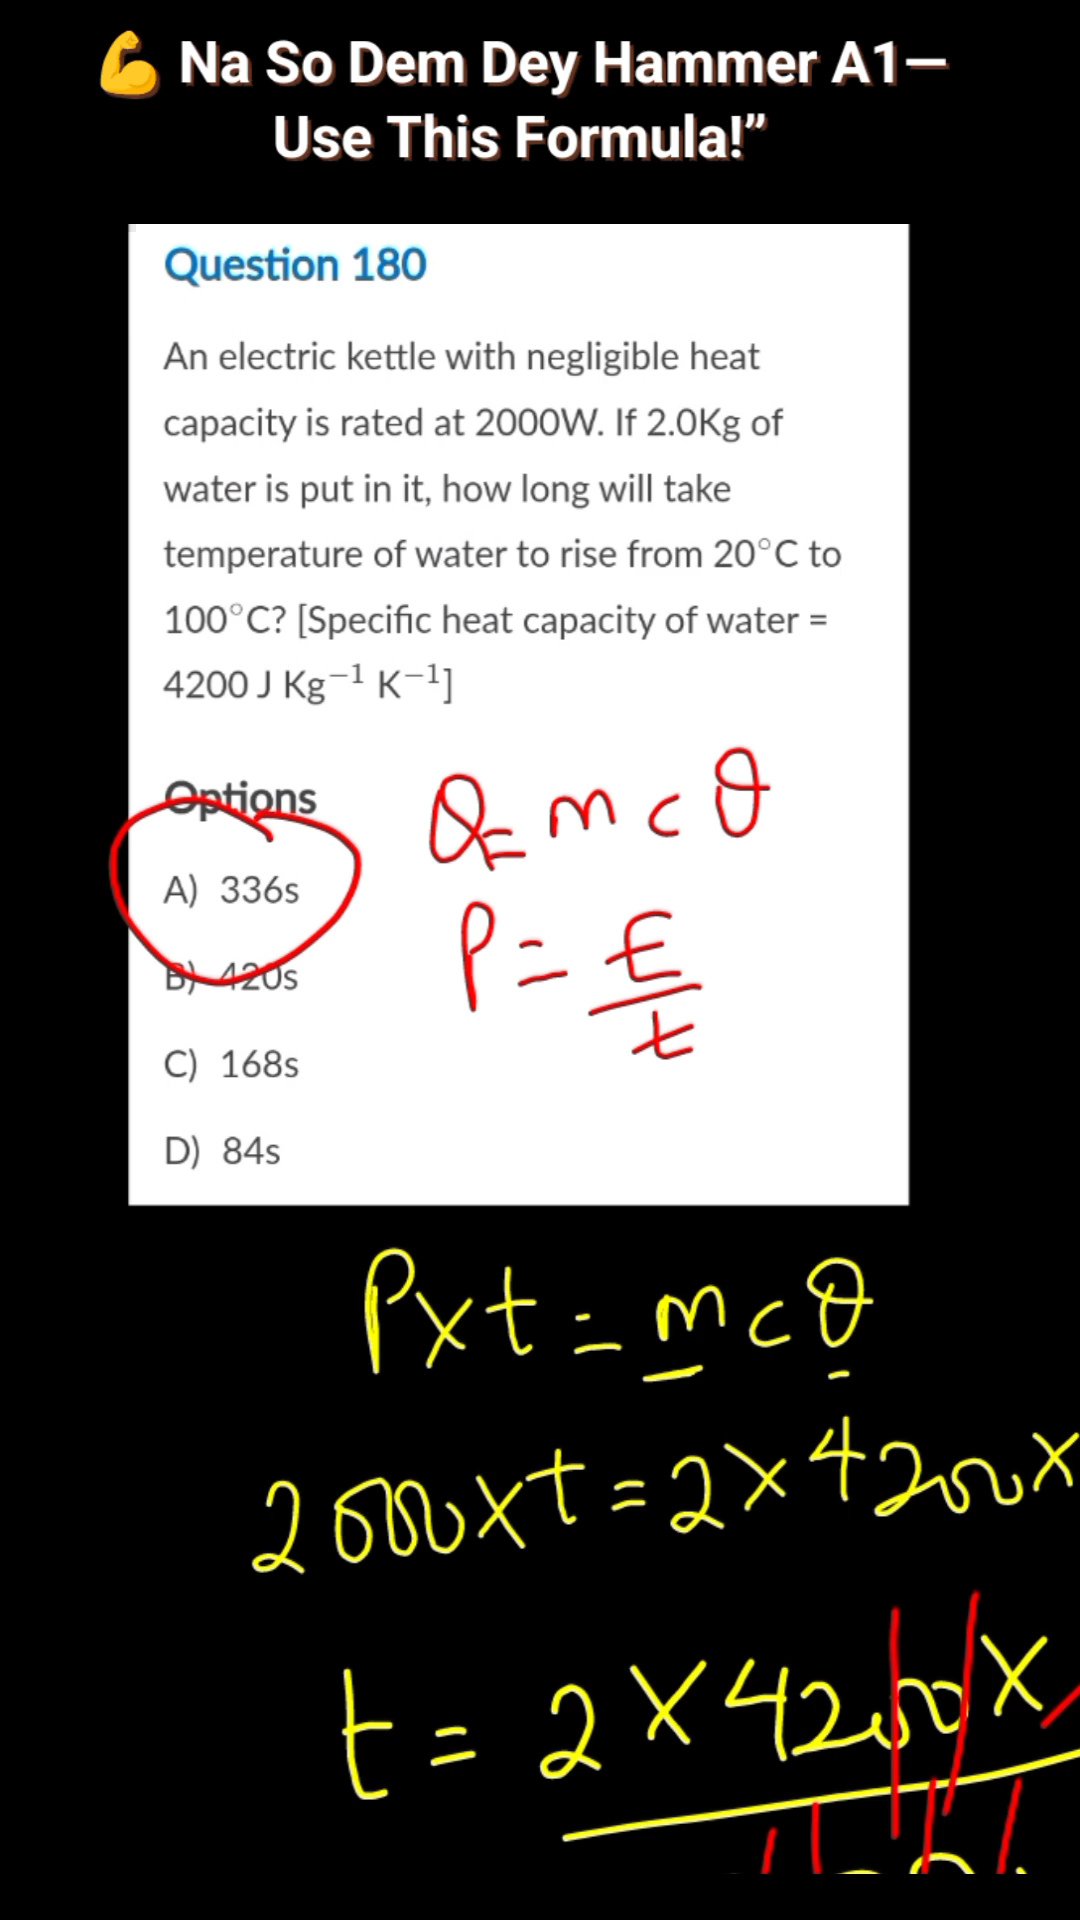 💪 Na So Dem Dey Hammer A1—
Use This Formula!”
Question 180
An electric kettle with negligible heat
capacity is rated at 2000W. If 2.0Kg of
water is put in it, how long will take
temperature of water to rise from 20°C to
100°C? [Specific heat capacity of water =
4200 J Kg⁻¹ K⁻¹]
Options
A) 336s
B) 420s
C) 168s
D) 84s
Q = m c θ
P = E
t
P x t = m c θ
2000 x t = 2 x 4200 x
t = 2 x 4200 x